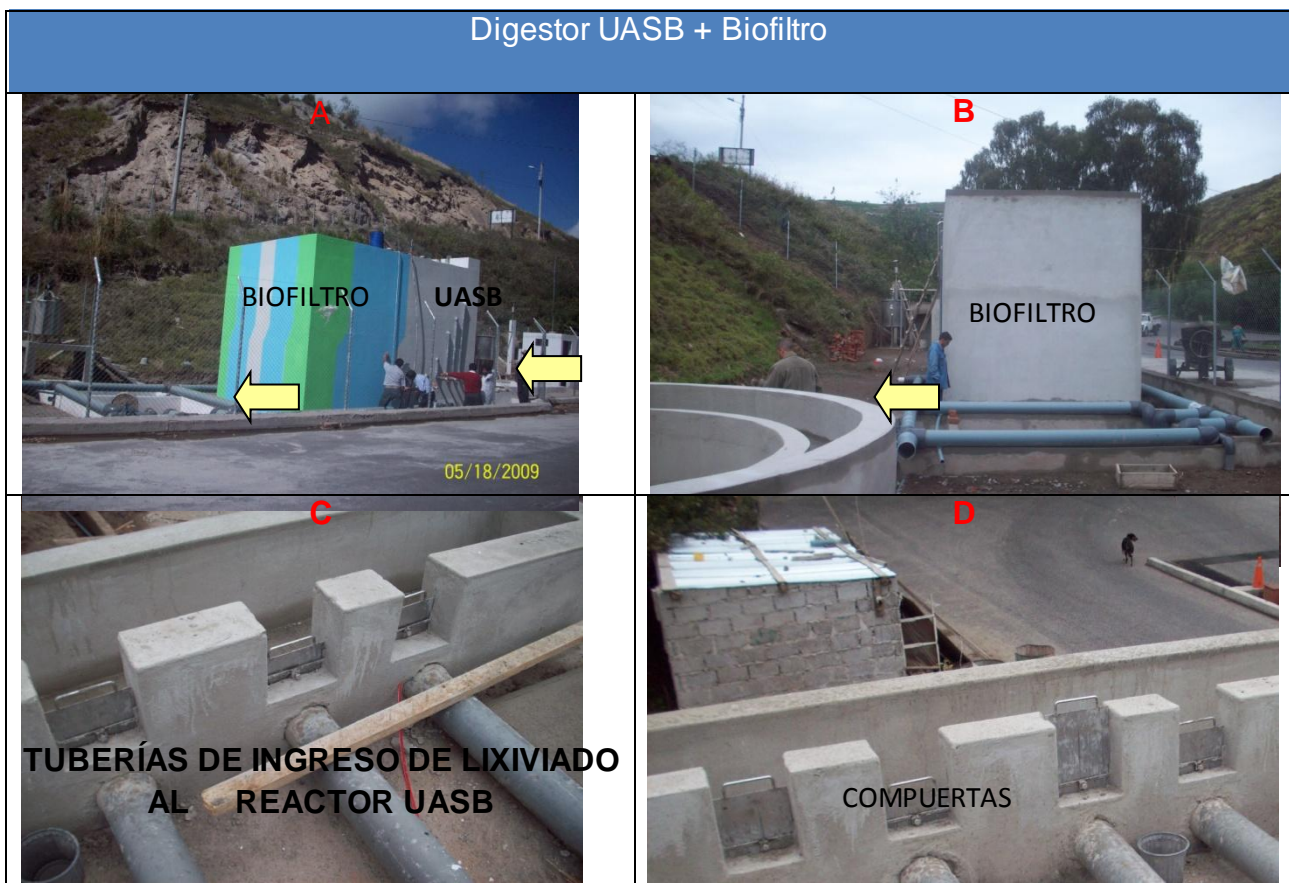 Digestor UASB + Biofiltro
A
BIOFILTRO UASB
05/18/2009
B
BIOFILTRO
C
TUBERÍAS DE INGRESO DE LIXIVIADO
AL REACTOR UASB
D
COMPUERTAS